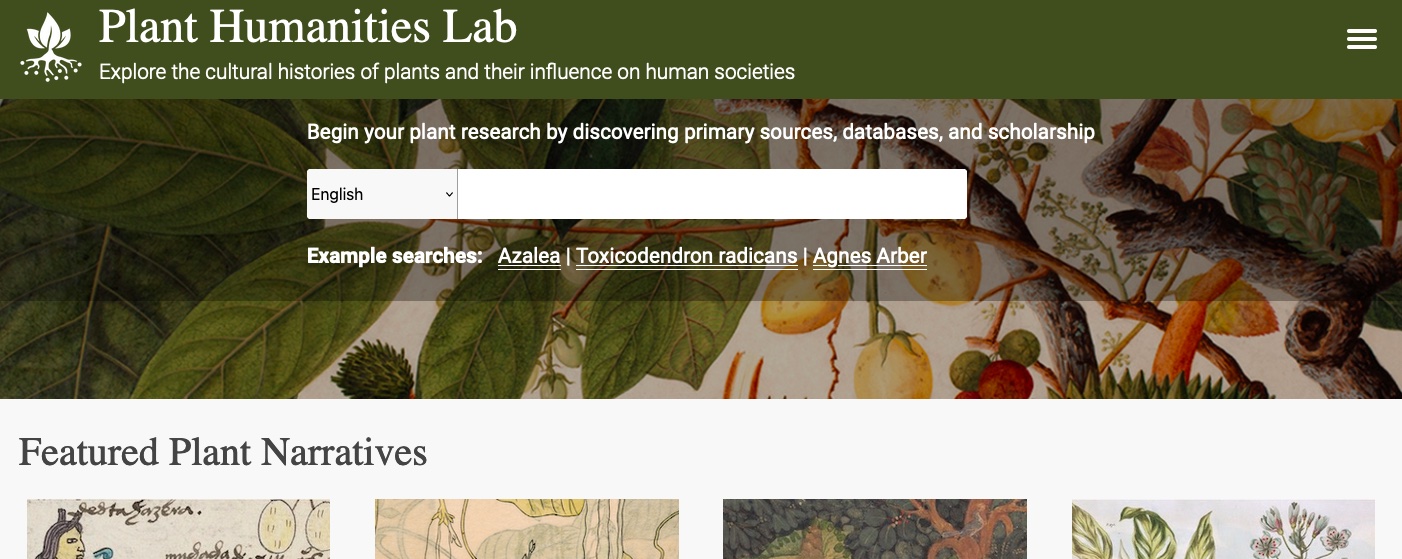 Plant Humanities Lab
Explore the cultural histories of plants and their influence on human societies
Begin your plant research by discovering primary sources, databases, and scholarship
English
Example searches: Azalea | Toxicodendron radicans | Agnes Arber
Featured Plant Narratives